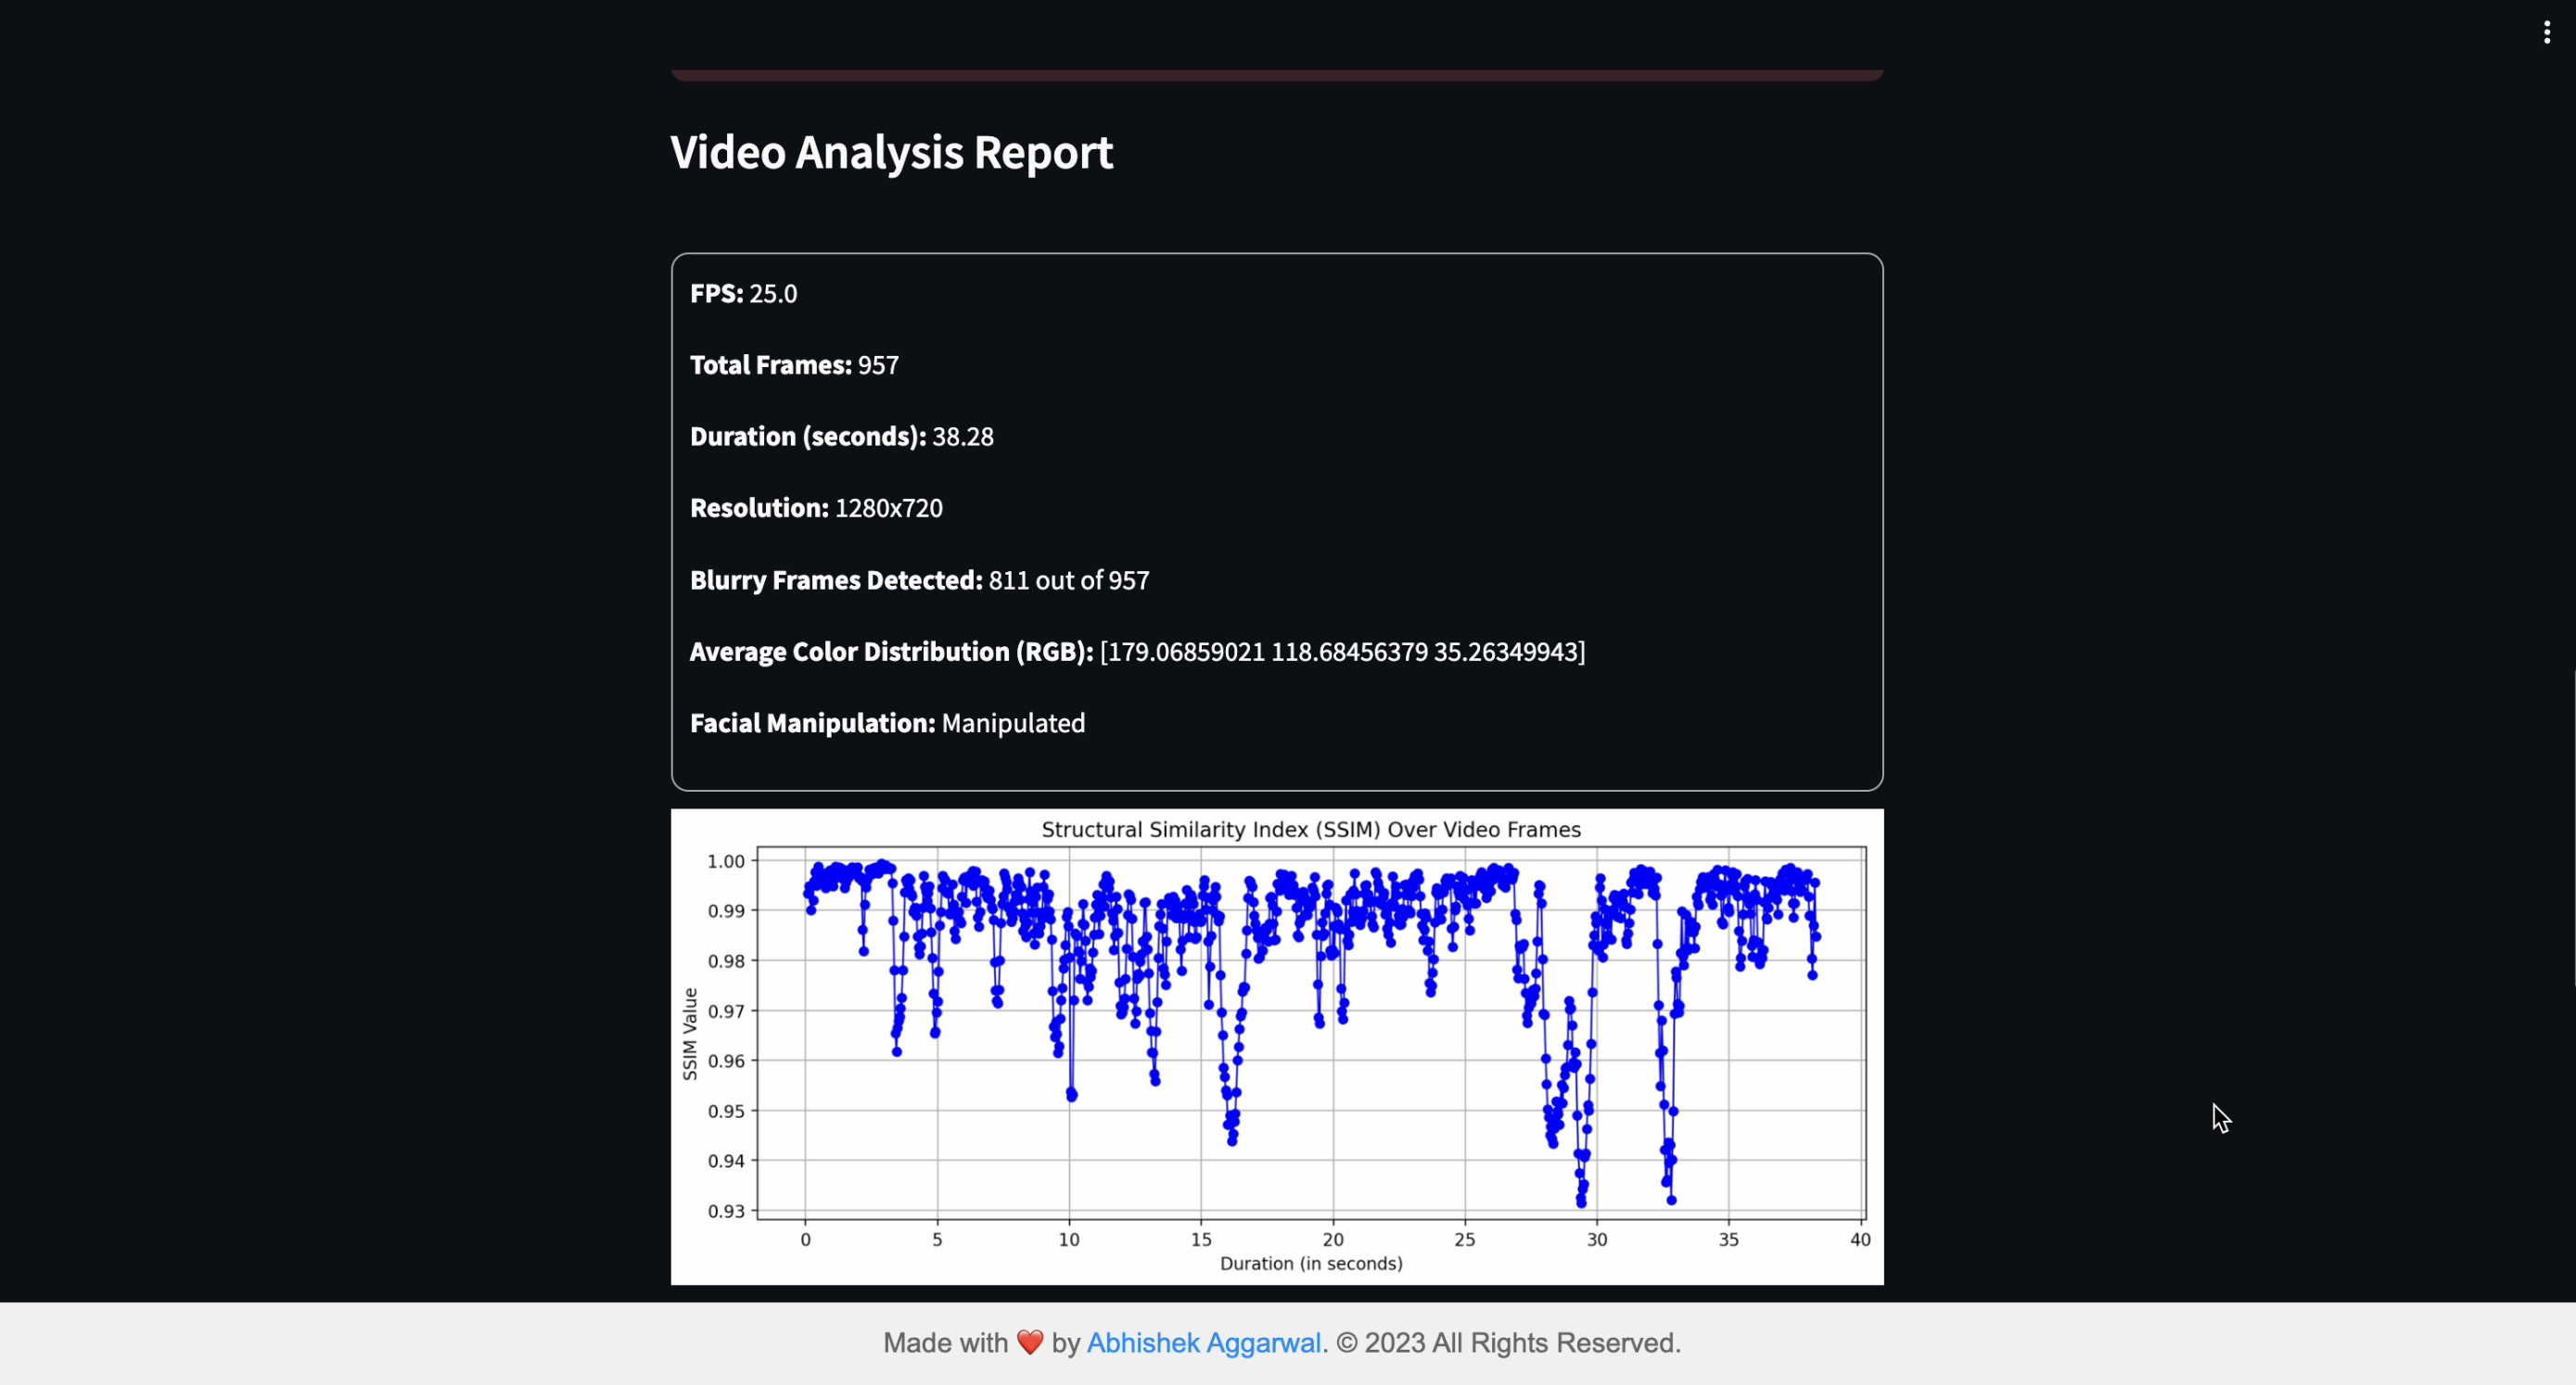 Video Analysis Report
FPS: 25.0
Total Frames: 957
Duration (seconds): 38.28
Resolution: 1280x720
Blurry Frames Detected: 811 out of 957
Average Color Distribution (RGB): [179.06859021 118.68456379 35.26349943]
Facial Manipulation: Manipulated
Structural Similarity Index (SSIM) Over Video Frames
SSIM Value
1.00
0.99
0.98
0.97
0.96
0.95
0.94
0.93
0 5 10 15 20 25 30 35 40
Duration (in seconds)
Made with ❤️ by Abhishek Aggarwal. © 2023 All Rights Reserved.